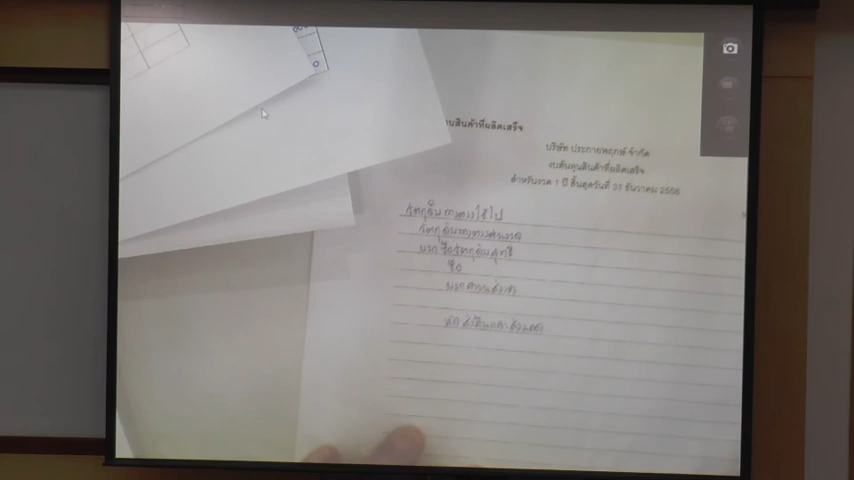 นสินค้าที่ผลิตเสร็จ
บริษัท ประกายพฤกษ์ จำกัด
งบต้นทุนสินค้าที่ผลิตเสร็จ
สำหรับงวด 1 ปี สิ้นสุดวันที่ 31 ธันวาคม 2556
วัตถุดิบทางตรงใช้ไป
วัตถุดิบทางตรงต้นงวด
บวก ซื้อวัตถุดิบสุทธิ
ซื้อ
บวก ค่าขนส่งเข้า
หัก ส่งคืนและส่วนลด